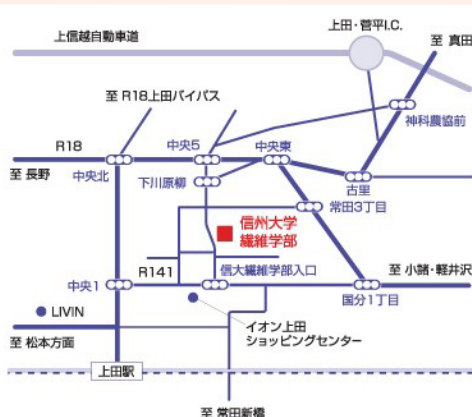 上田・菅平I.C.
上信越自動車道
至 真田
至 R18上田バイパス
神科農協前
R18
中央5
中央東
至 長野
中央北
下川原柳
古里
常田3丁目
信州大学
繊維学部
R141
信大繊維学部入口
至 小諸・軽井沢
中央1
国分1丁目
LIVIN
イオン上田
ショッピングセンター
至 松本方面
上田駅
至 常田新橋